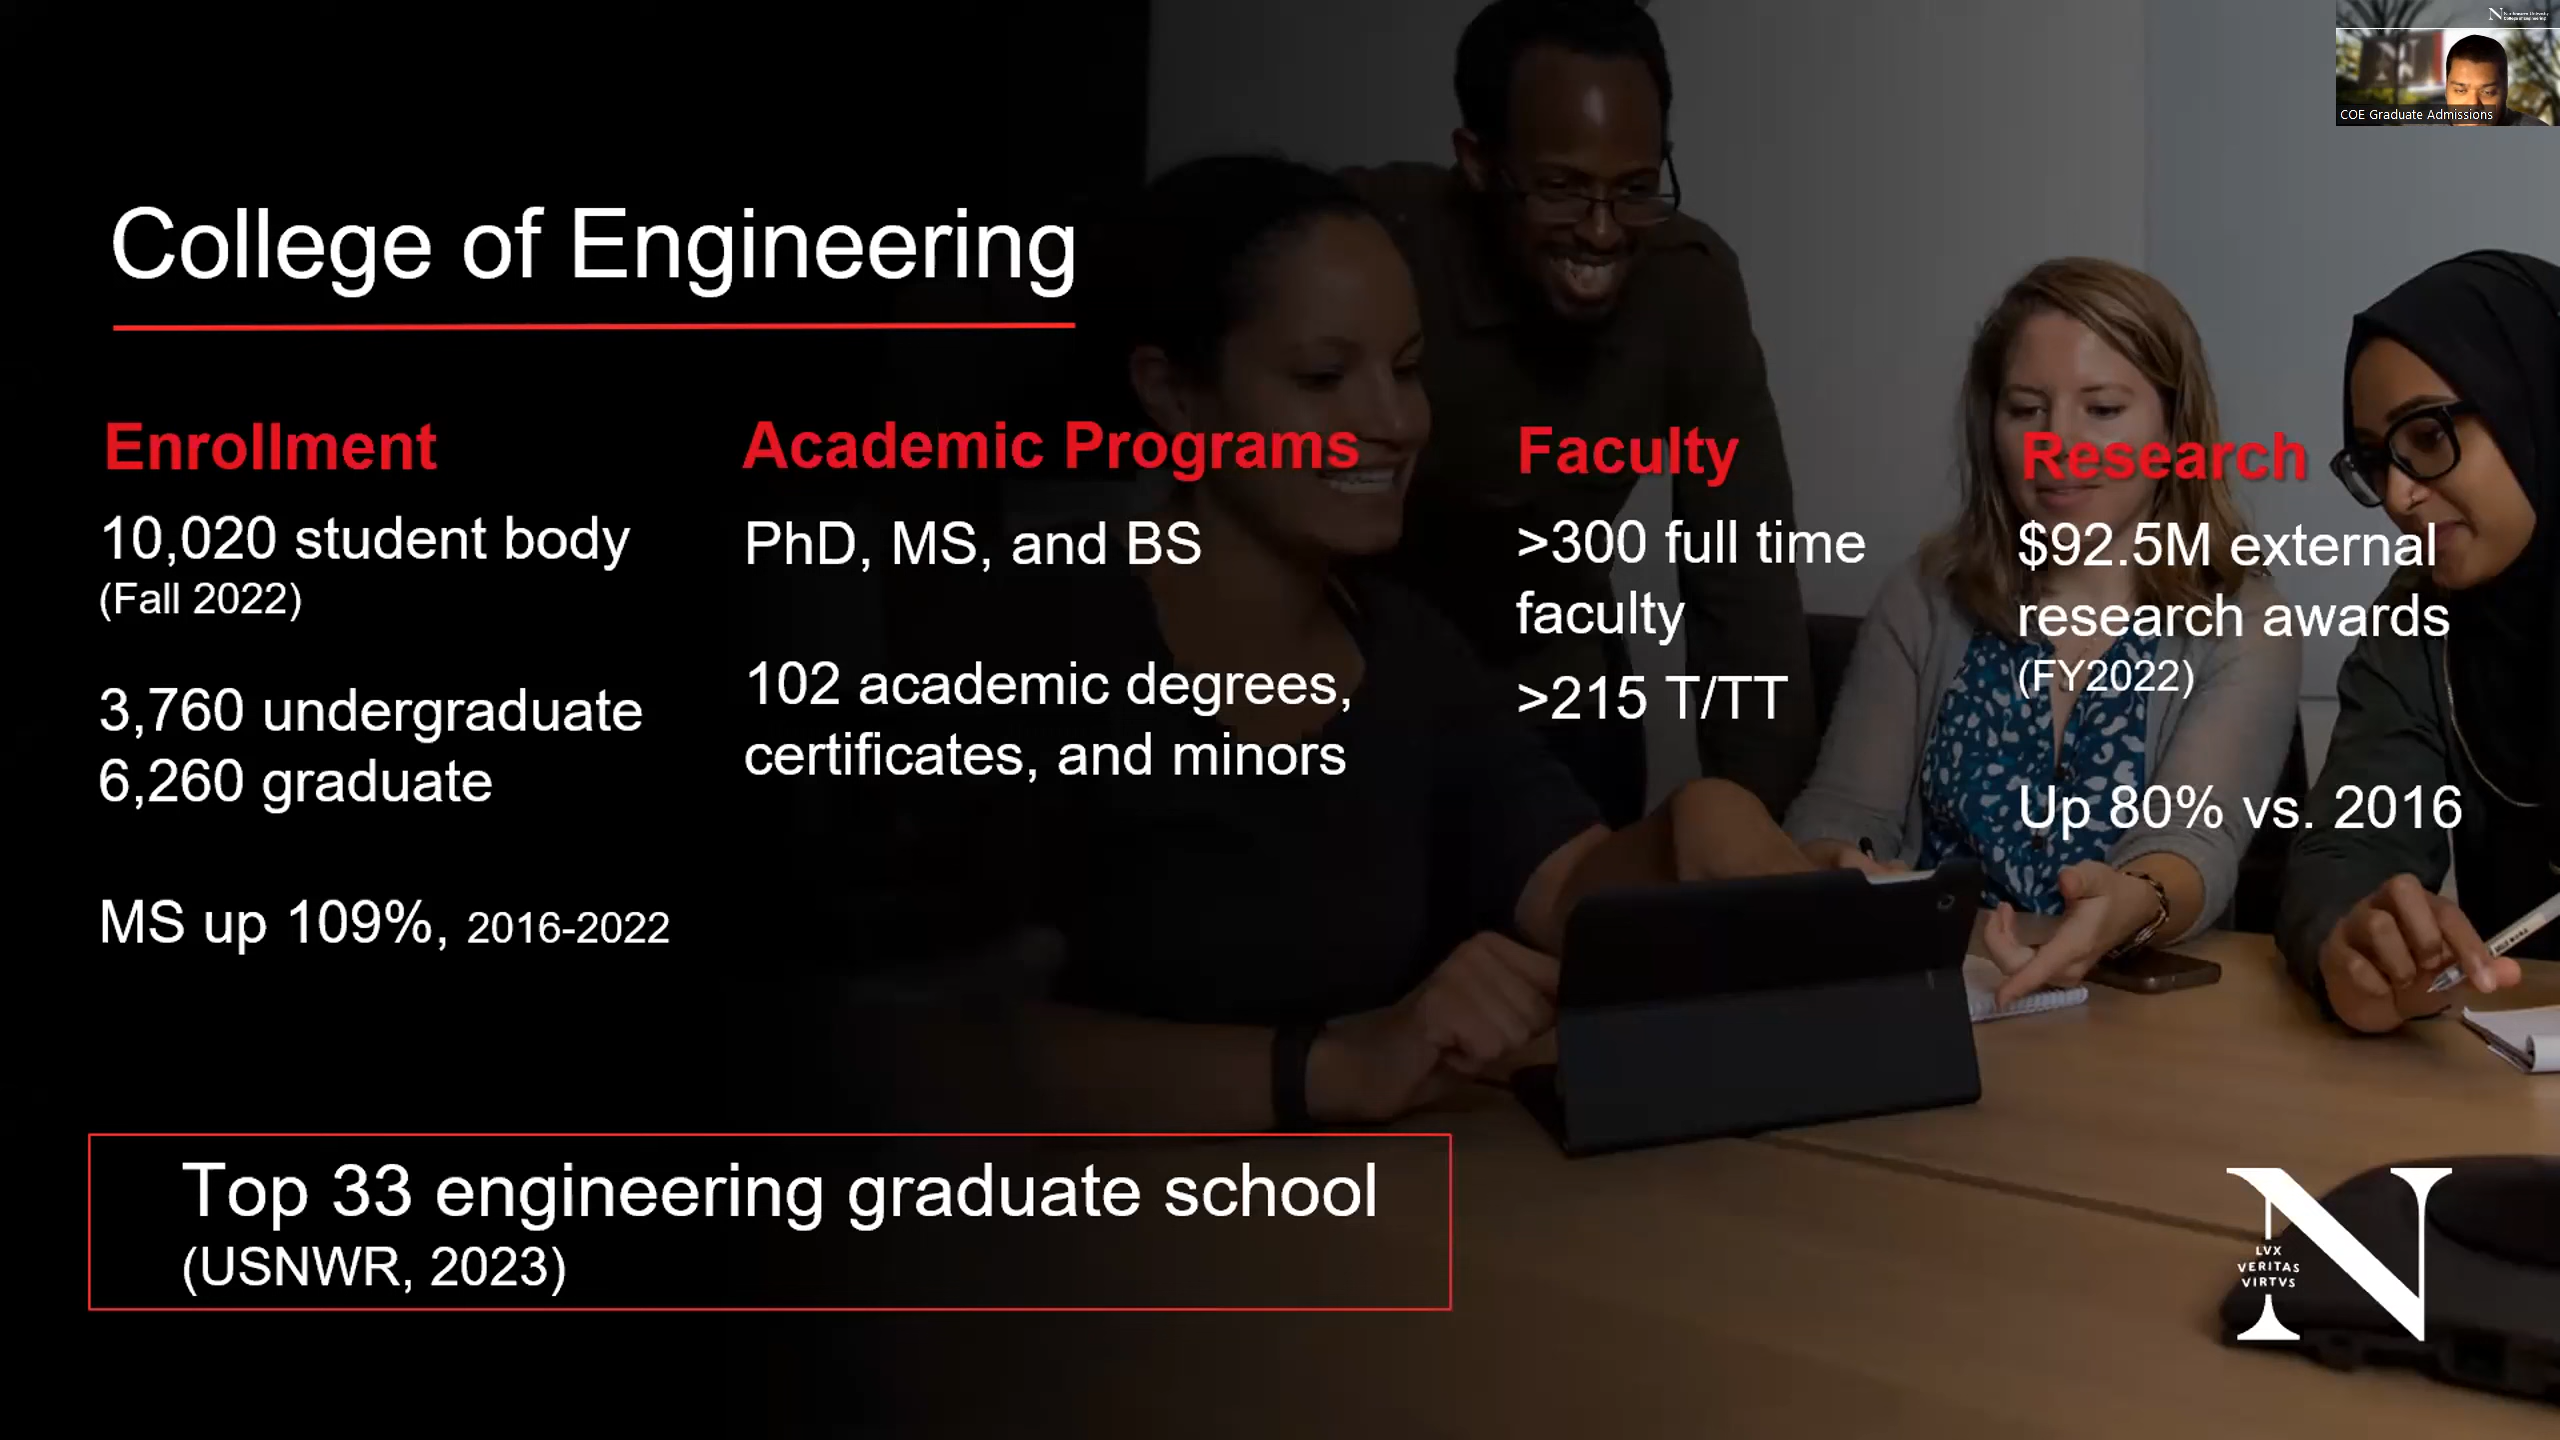 COE Graduate Admissions
College of Engineering
Enrollment
10,020 student body
(Fall 2022)
3,760 undergraduate
6,260 graduate
MS up 109%, 2016-2022
Academic Programs
PhD, MS, and BS
102 academic degrees,
certificates, and minors
Faculty
>300 full time
faculty
>215 T/TT
Research
$92.5M external
research awards
(FY2022)
Up 80% vs. 2016
Top 33 engineering graduate school
(USNWR, 2023)
N
LVX
VERITAS
VIRTVS